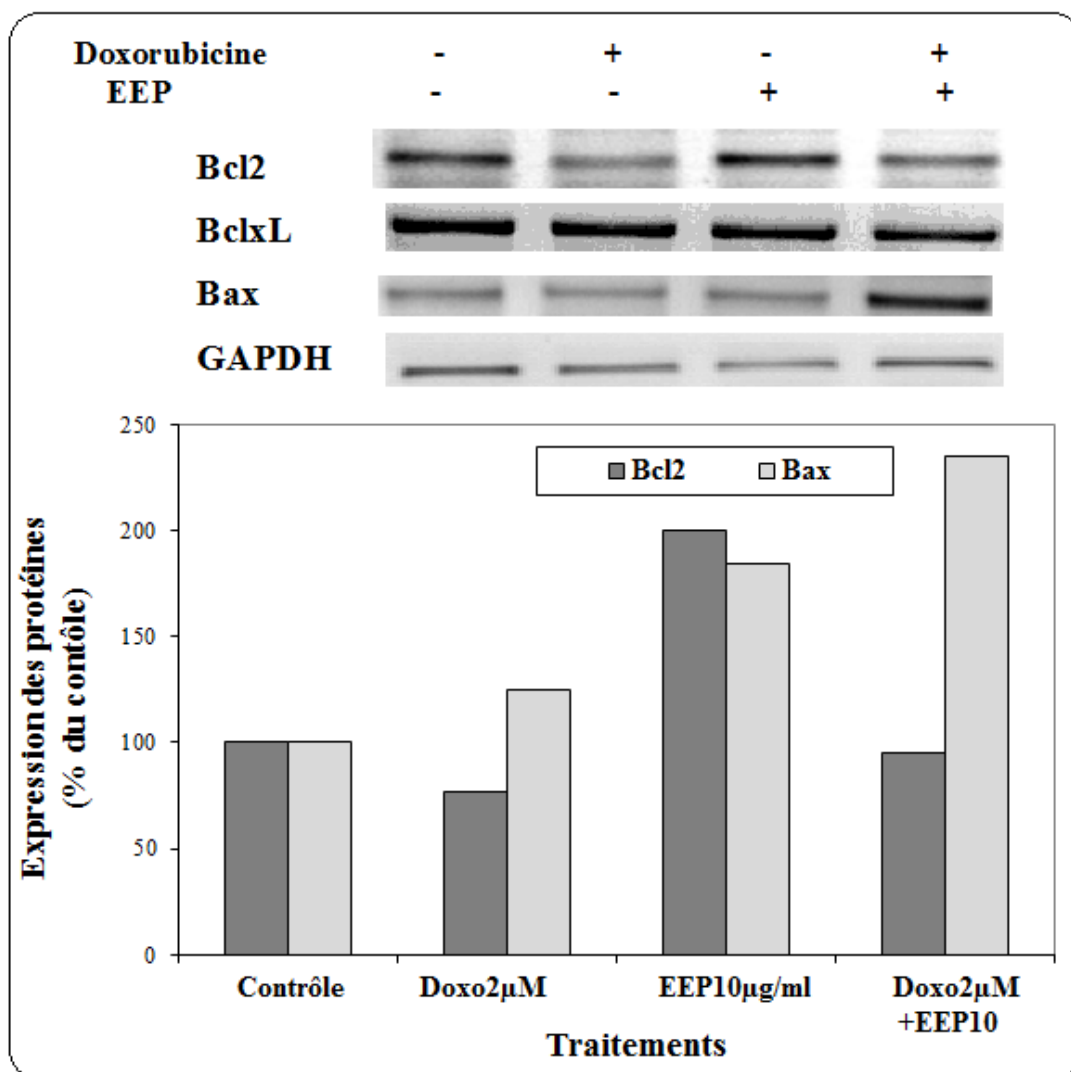 Doxorubicine - + - +
EEP - - + +
Bcl2
BclxL
Bax
GAPDH
250
200
150
100
50
0
Bcl2 Bax
Expression des protéines
(% du contôle)
Contrôle Doxo2µM EEP10µg/ml Doxo2µM
+EEP10
Traitements